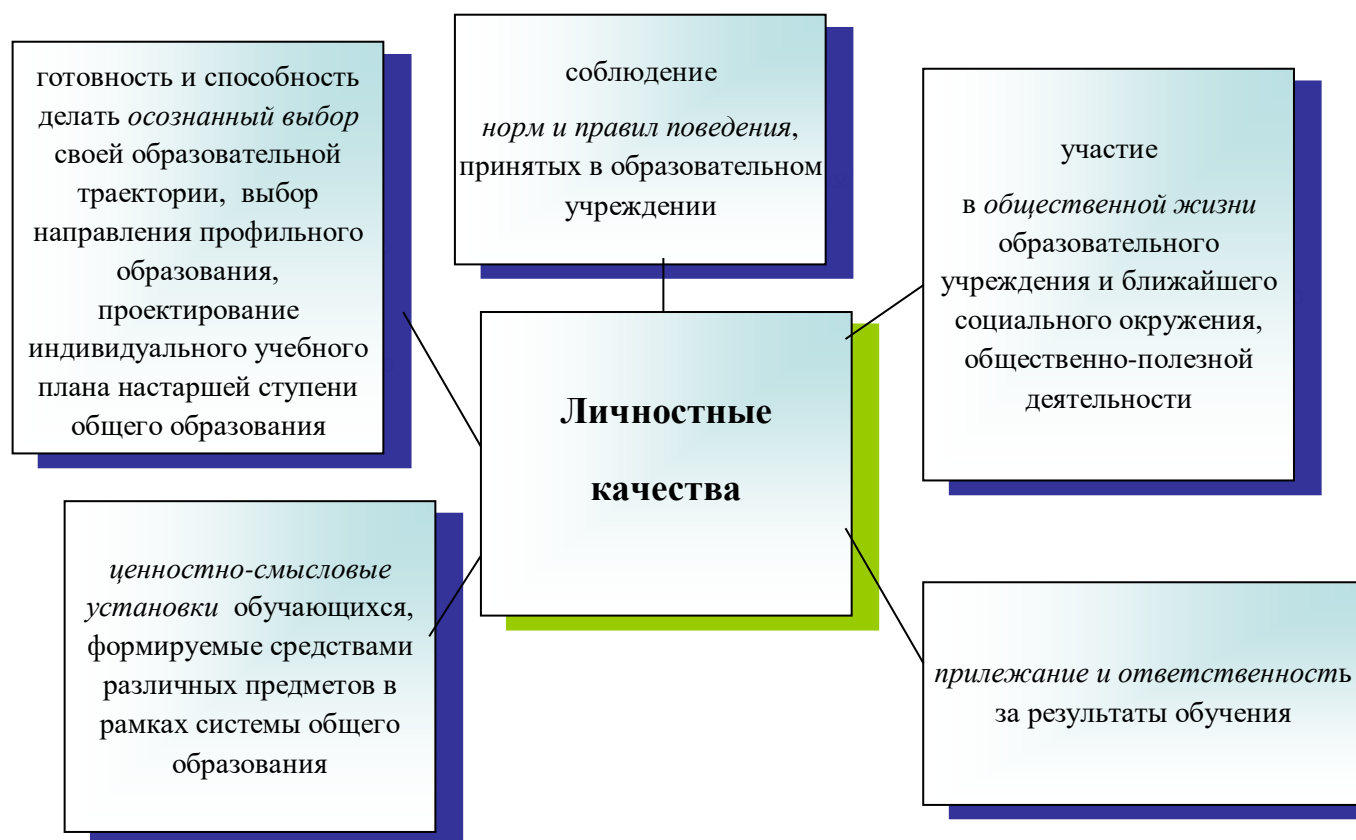 готовность и способность
делать осознанный выбор
своей образовательной
траектории, выбор
направления профильного
образования,
проектирование
индивидуального учебного
плана настаршей ступени
общего образования
соблюдение
норм и правил поведения,
принятых в образовательном
учреждении
участие
в общественной жизни
образовательного
учреждения и ближайшего
социального окружения,
общественно-полезной
деятельности
Личностные
качества
ценностно-смысловые
установки обучающихся,
формируемые средствами
различных предметов в
рамках системы общего
образования
прилежание и ответственность
за результаты обучения